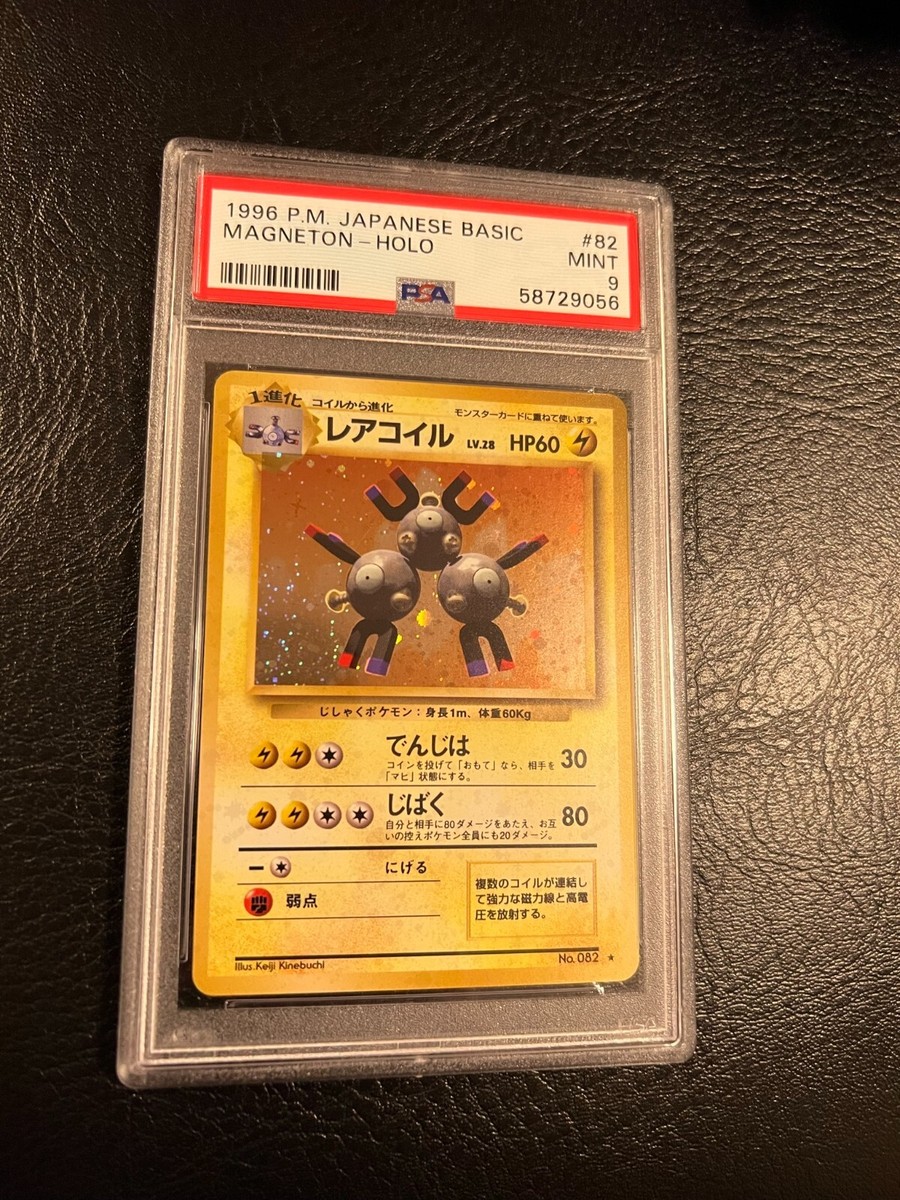 1996 P.M. JAPANESE BASIC #82
MAGNETON-HOLO MINT
9
PSA 58729056
1進化 コイルから進化 モンスターカードに重ねて使います。
レアコイル LV.28 HP60
じしゃくポケモン：身長1m、体重60Kg
でんじは 30
コインを投げて「おもて」なら、相手を
「マヒ」状態にする。
じばく 80
自分と相手に80ダメージをあたえ、お互
いの控えポケモン全員にも20ダメージ。
にげる
弱点
複数のコイルが連結し
て強力な磁力線と高電
圧を放射する。
Illus.Keiji Kinebuchi No.082 ★